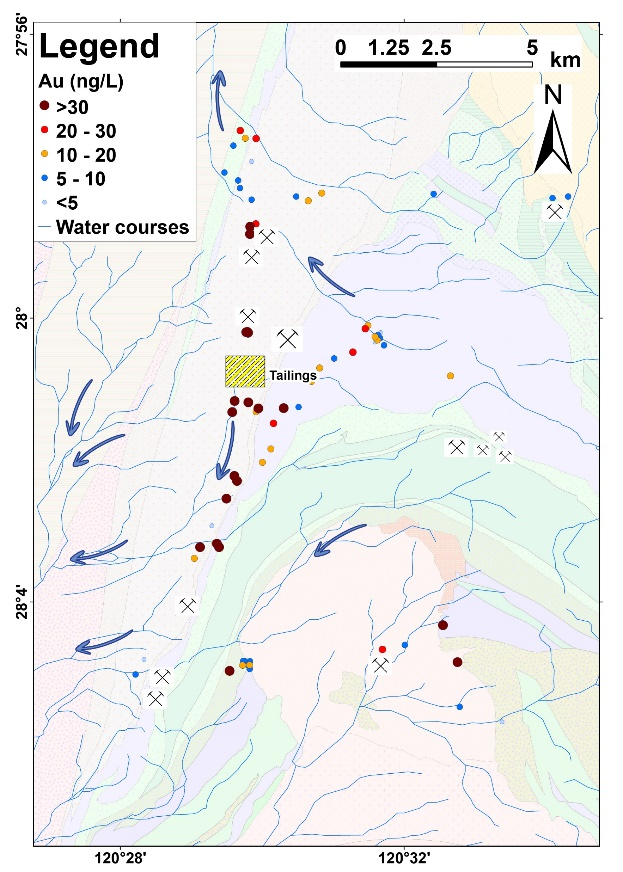 27°56'
Legend
Au (ng/L)
>30
20 - 30
10 - 20
5 - 10
<5
Water courses
0 1.25 2.5 5
km
N
28°
Tailings
28°4'
120°28' 120°32'